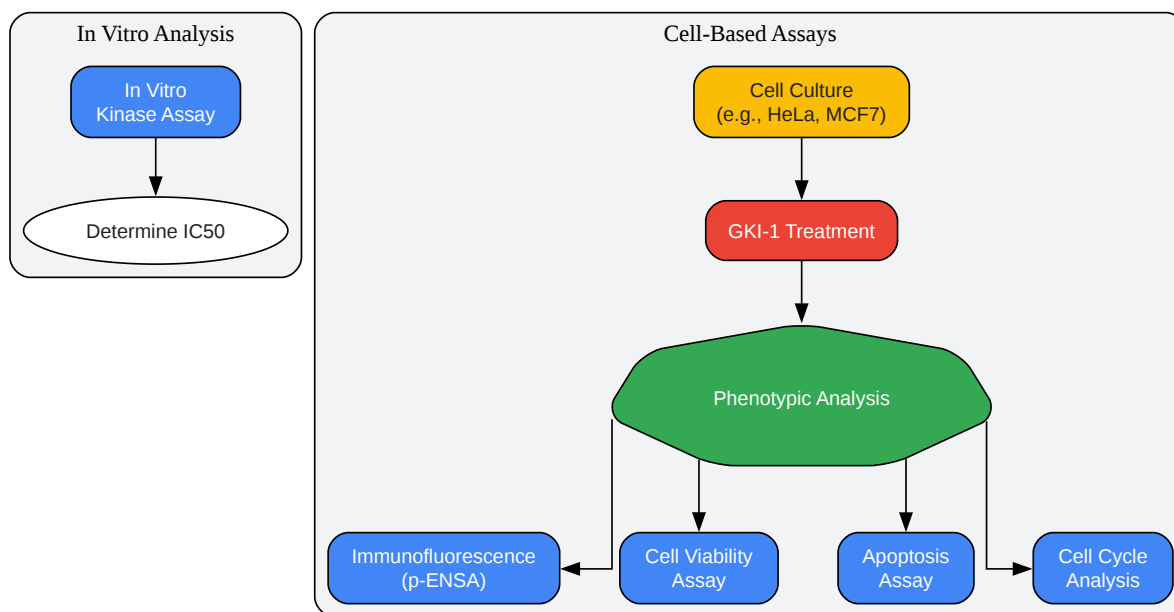 In Vitro Analysis
In Vitro
Kinase Assay
Determine IC50
Cell-Based Assays
Cell Culture
(e.g., HeLa, MCF7)
GKI-1 Treatment
Phenotypic Analysis
Immunofluorescence
(p-ENSA)
Cell Viability
Assay
Apoptosis
Assay
Cell Cycle
Analysis